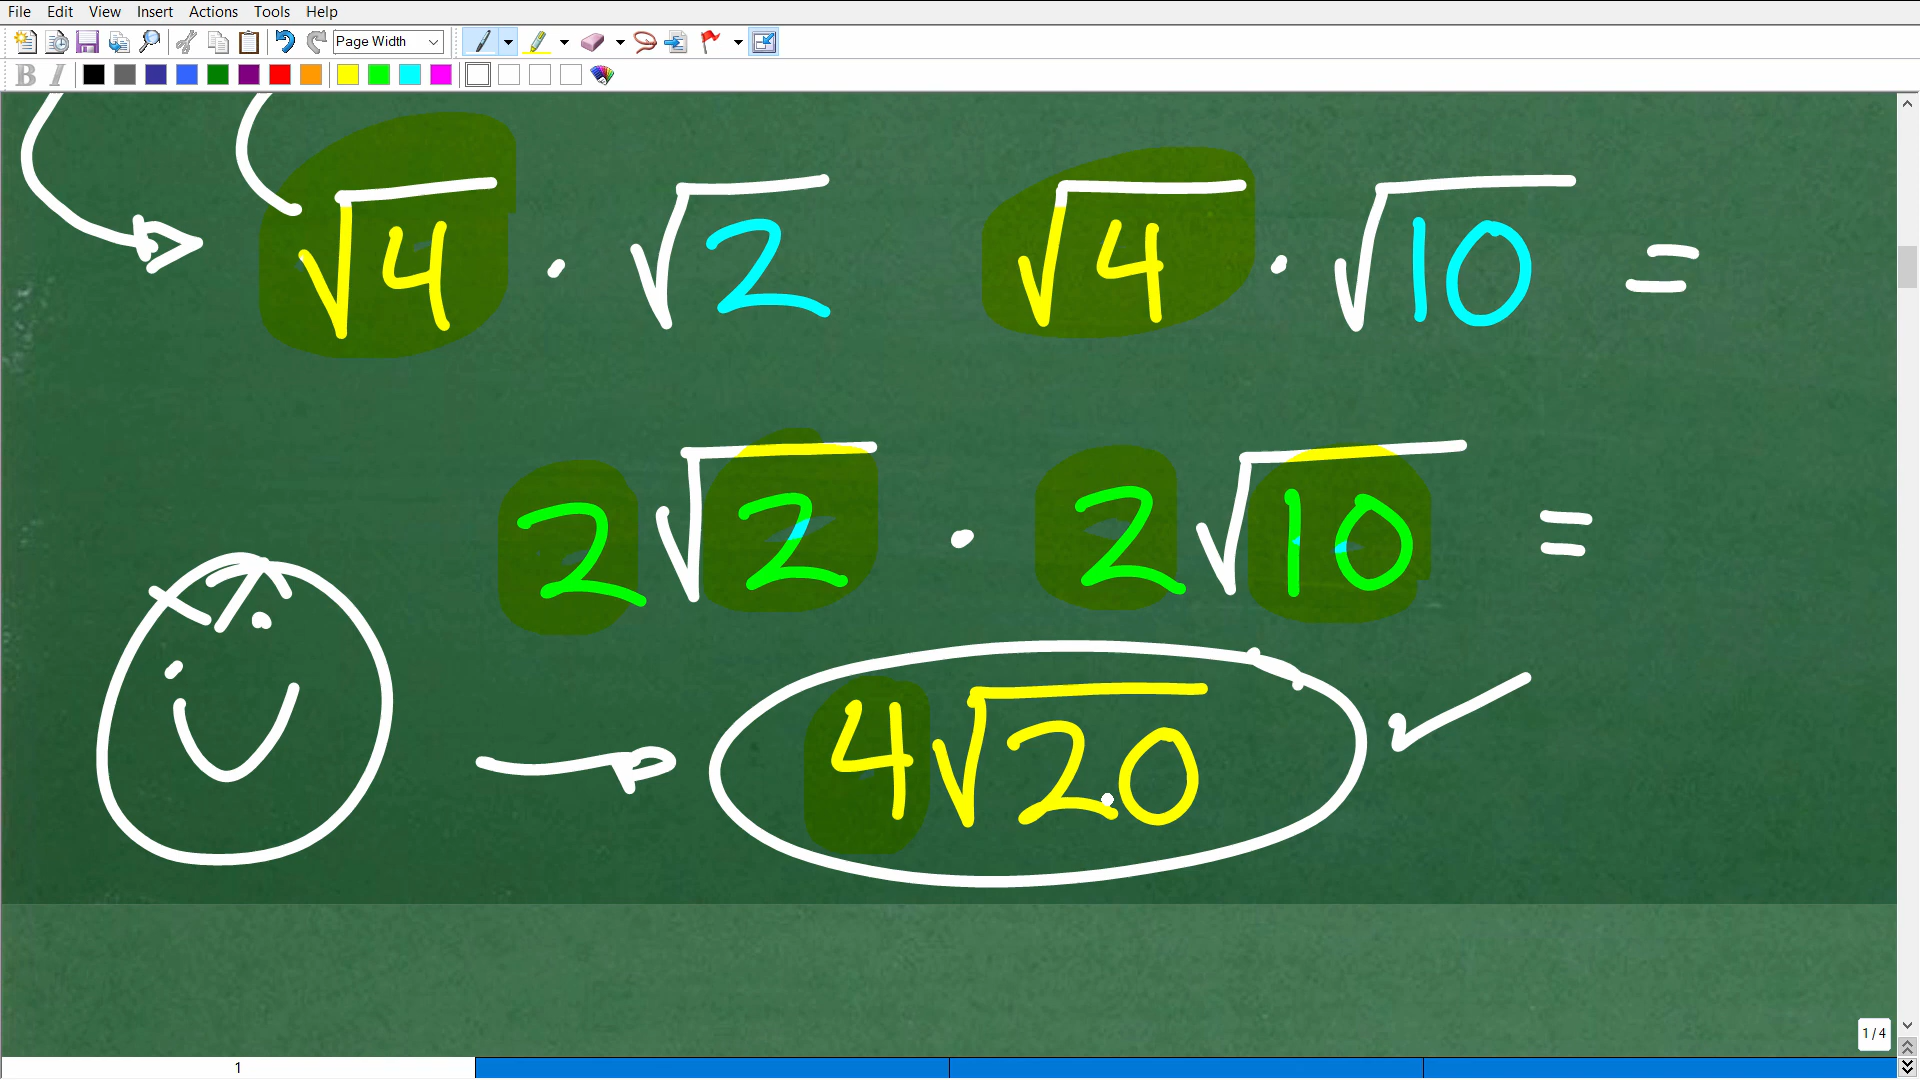 File Edit View Insert Actions Tools Help
Page Width
B I
√4 · √2 √4 · √10 =
2√2 · 2√10 =
4√20
1 / 4
1